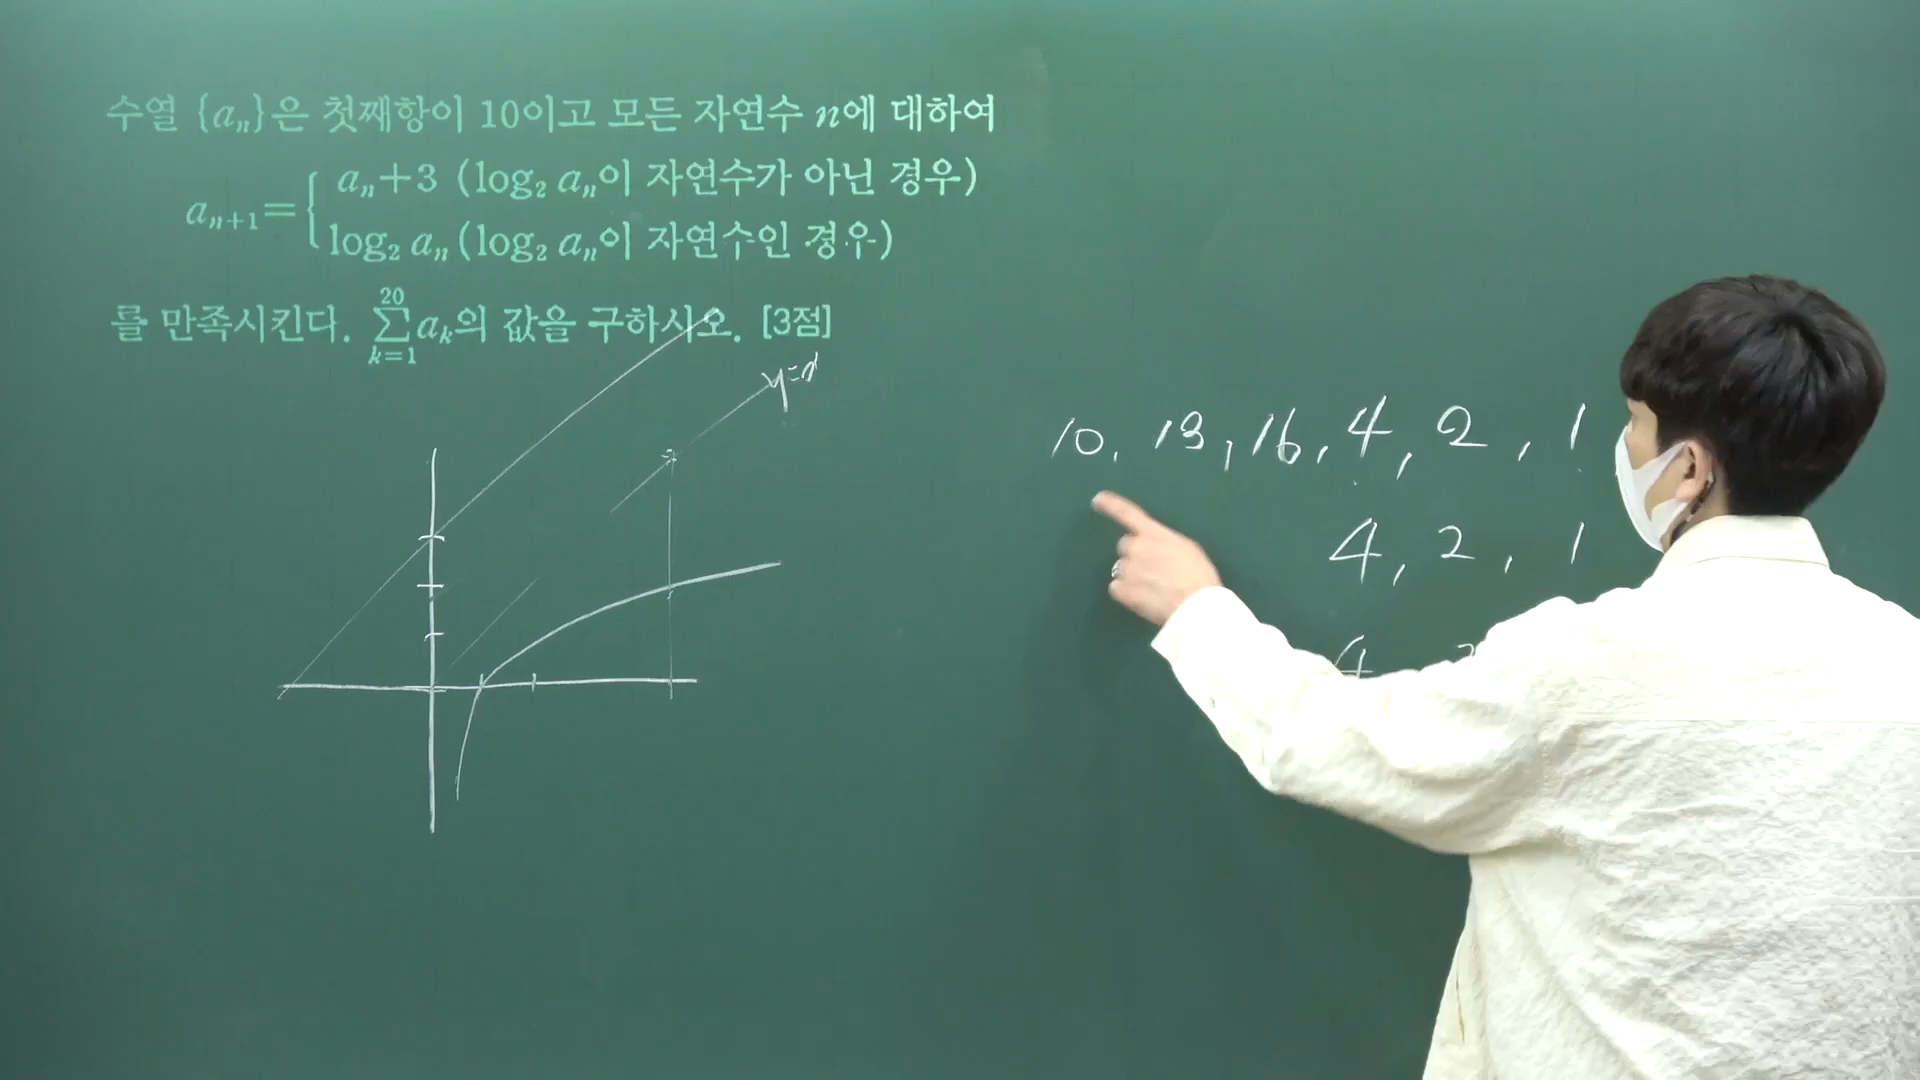 수열 {aₙ}은 첫째항이 10이고 모든 자연수 n에 대하여
aₙ₊₁= { aₙ+3 (log₂ aₙ이 자연수가 아닌 경우)
log₂ aₙ (log₂ aₙ이 자연수인 경우)
를 만족시킨다. ∑ₖ₌₁²⁰ aₖ의 값을 구하시오. [3점]
y=x
10, 13, 16, 4, 2, 1
4, 2, 1
4